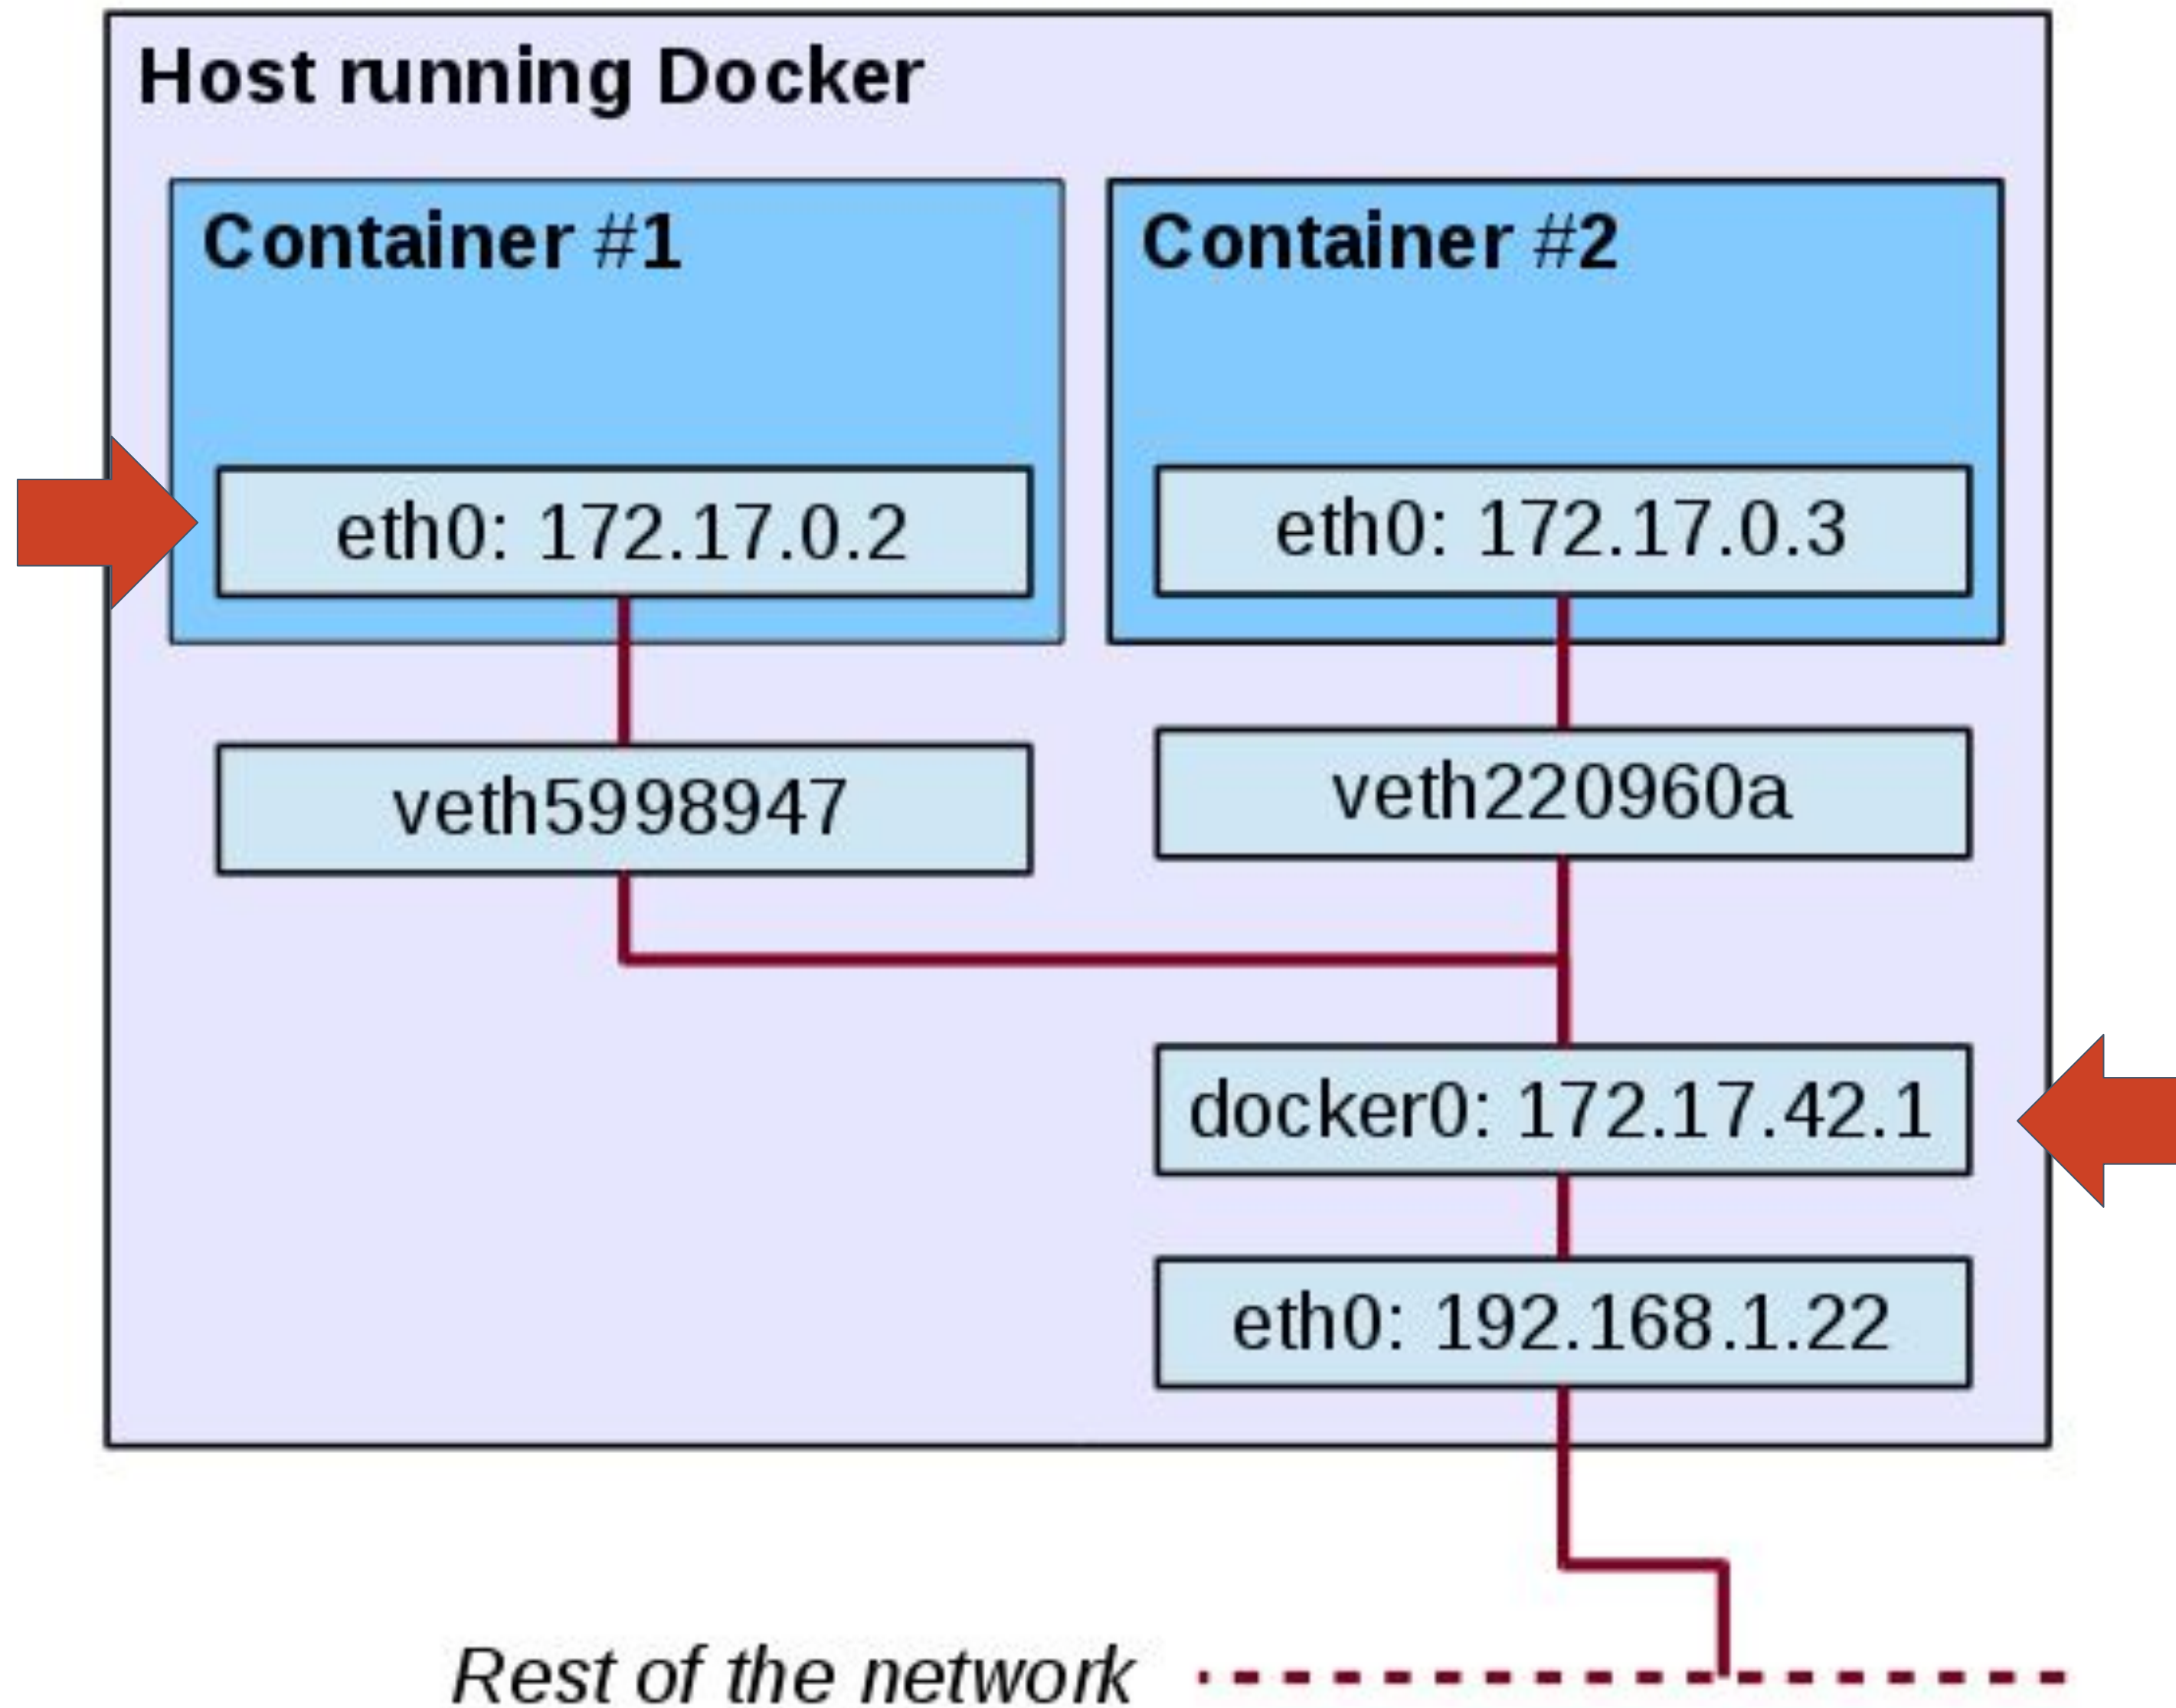 Host running Docker
Container #1
Container #2
eth0: 172.17.0.2
eth0: 172.17.0.3
veth5998947
veth220960a
docker0: 172.17.42.1
eth0: 192.168.1.22
Rest of the network